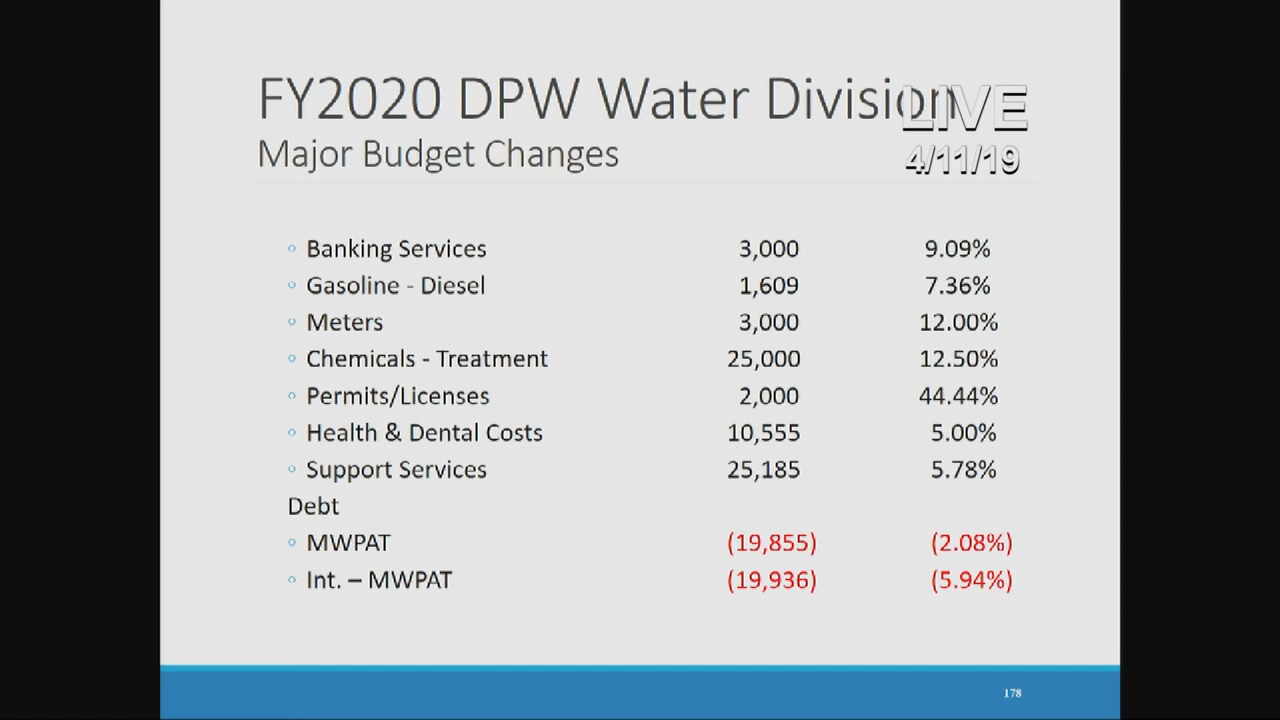 FY2020 DPW Water Division
LIVE
Major Budget Changes
4/11/19
◦ Banking Services 3,000 9.09%
◦ Gasoline - Diesel 1,609 7.36%
◦ Meters 3,000 12.00%
◦ Chemicals - Treatment 25,000 12.50%
◦ Permits/Licenses 2,000 44.44%
◦ Health & Dental Costs 10,555 5.00%
◦ Support Services 25,185 5.78%
Debt
◦ MWPAT (19,855) (2.08%)
◦ Int. – MWPAT (19,936) (5.94%)
178